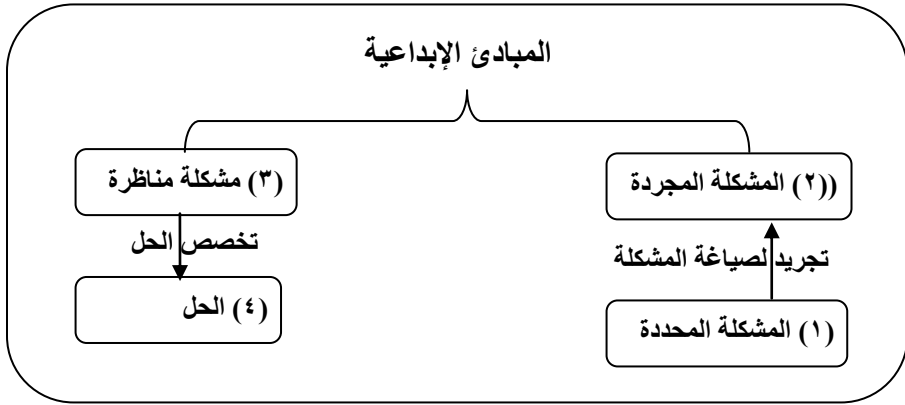 المبادئ الإبداعية
((٢) المشكلة المجردة
(٣) مشكلة مناظرة
تجريد لصياغة المشكلة
تخصص الحل
(١) المشكلة المحددة
(٤) الحل